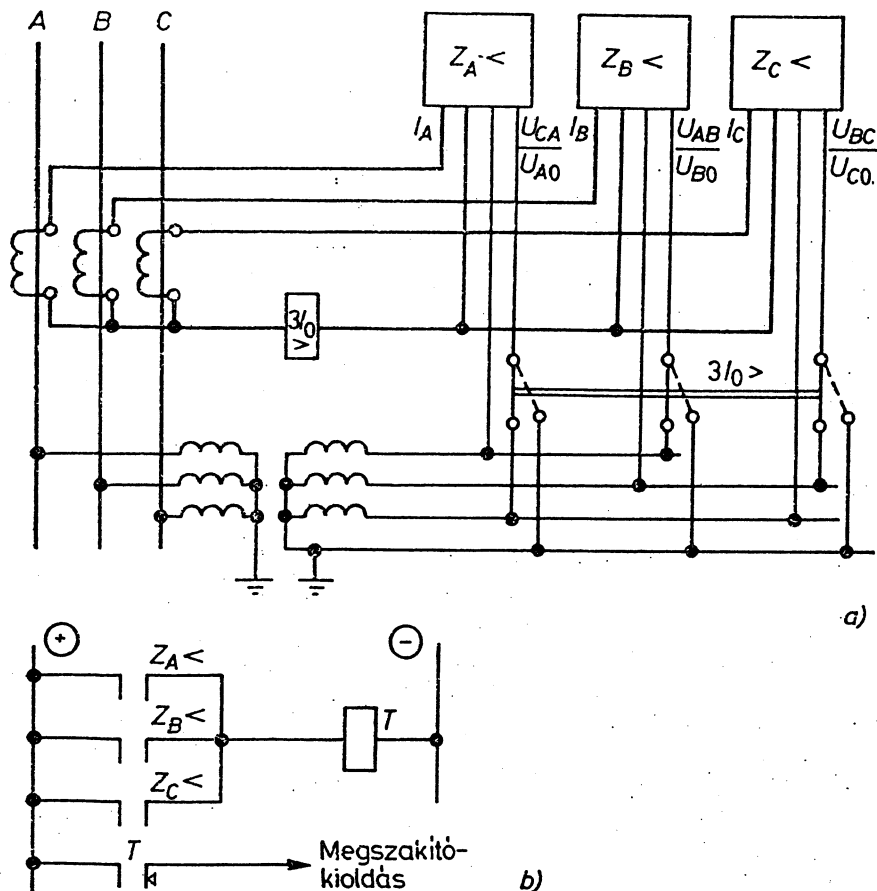 A B C
Z_A < Z_B < Z_C <
I_A U_CA/U_A0 I_B U_AB/U_B0 I_C U_BC/U_C0.
3I_0 >
3I_0 >
a)
+ −
Z_A <
Z_B <
T
Z_C <
T
Megszakító-
kioldás
b)